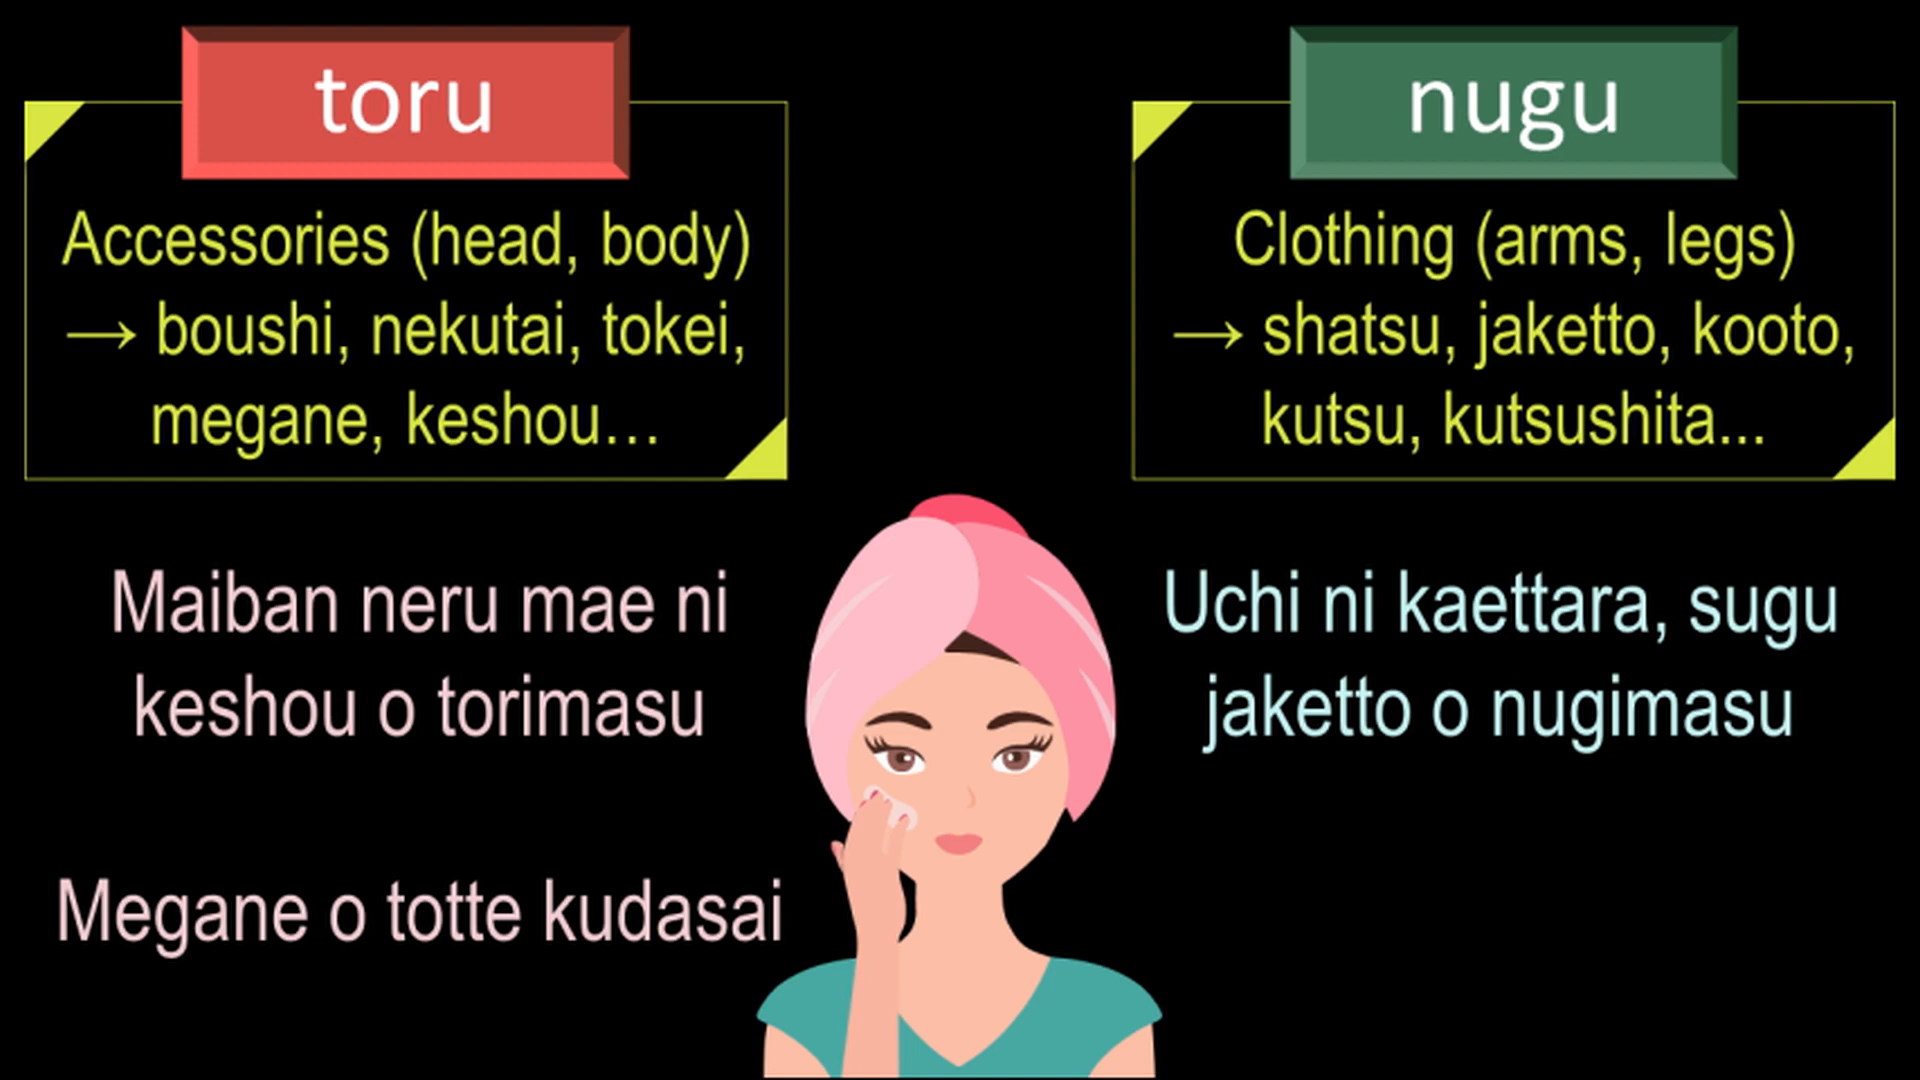 toru
Accessories (head, body)
→ boushi, nekutai, tokei,
megane, keshou…
nugu
Clothing (arms, legs)
→ shatsu, jaketto, kooto,
kutsu, kutsushita...
Maiban neru mae ni
keshou o torimasu
Megane o totte kudasai
Uchi ni kaettara, sugu
jaketto o nugimasu